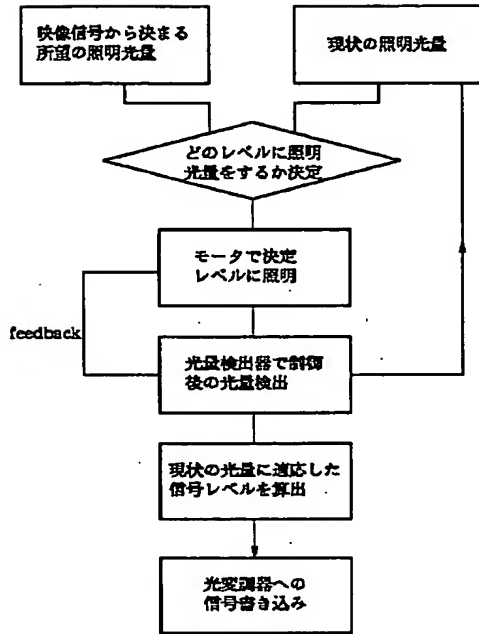 映像信号から決まる
所望の照明光量
現状の照明光量
どのレベルに照明
光量をするか決定
モータで決定
レベルに照明
feedback
光量検出器で制御
後の光量検出
現状の光量に適応した
信号レベルを算出
光変調器への
信号書き込み